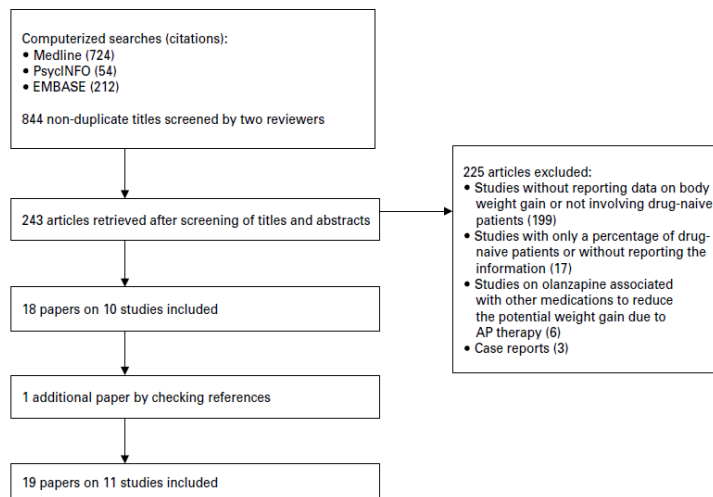 Computerized searches (citations):
• Medline (724)
• PsycINFO (54)
• EMBASE (212)
844 non-duplicate titles screened by two reviewers
243 articles retrieved after screening of titles and abstracts
225 articles excluded:
• Studies without reporting data on body
weight gain or not involving drug-naive
patients (199)
• Studies with only a percentage of drug-
naive patients or without reporting the
information (17)
• Studies on olanzapine associated
with other medications to reduce
the potential weight gain due to
AP therapy (6)
• Case reports (3)
18 papers on 10 studies included
1 additional paper by checking references
19 papers on 11 studies included